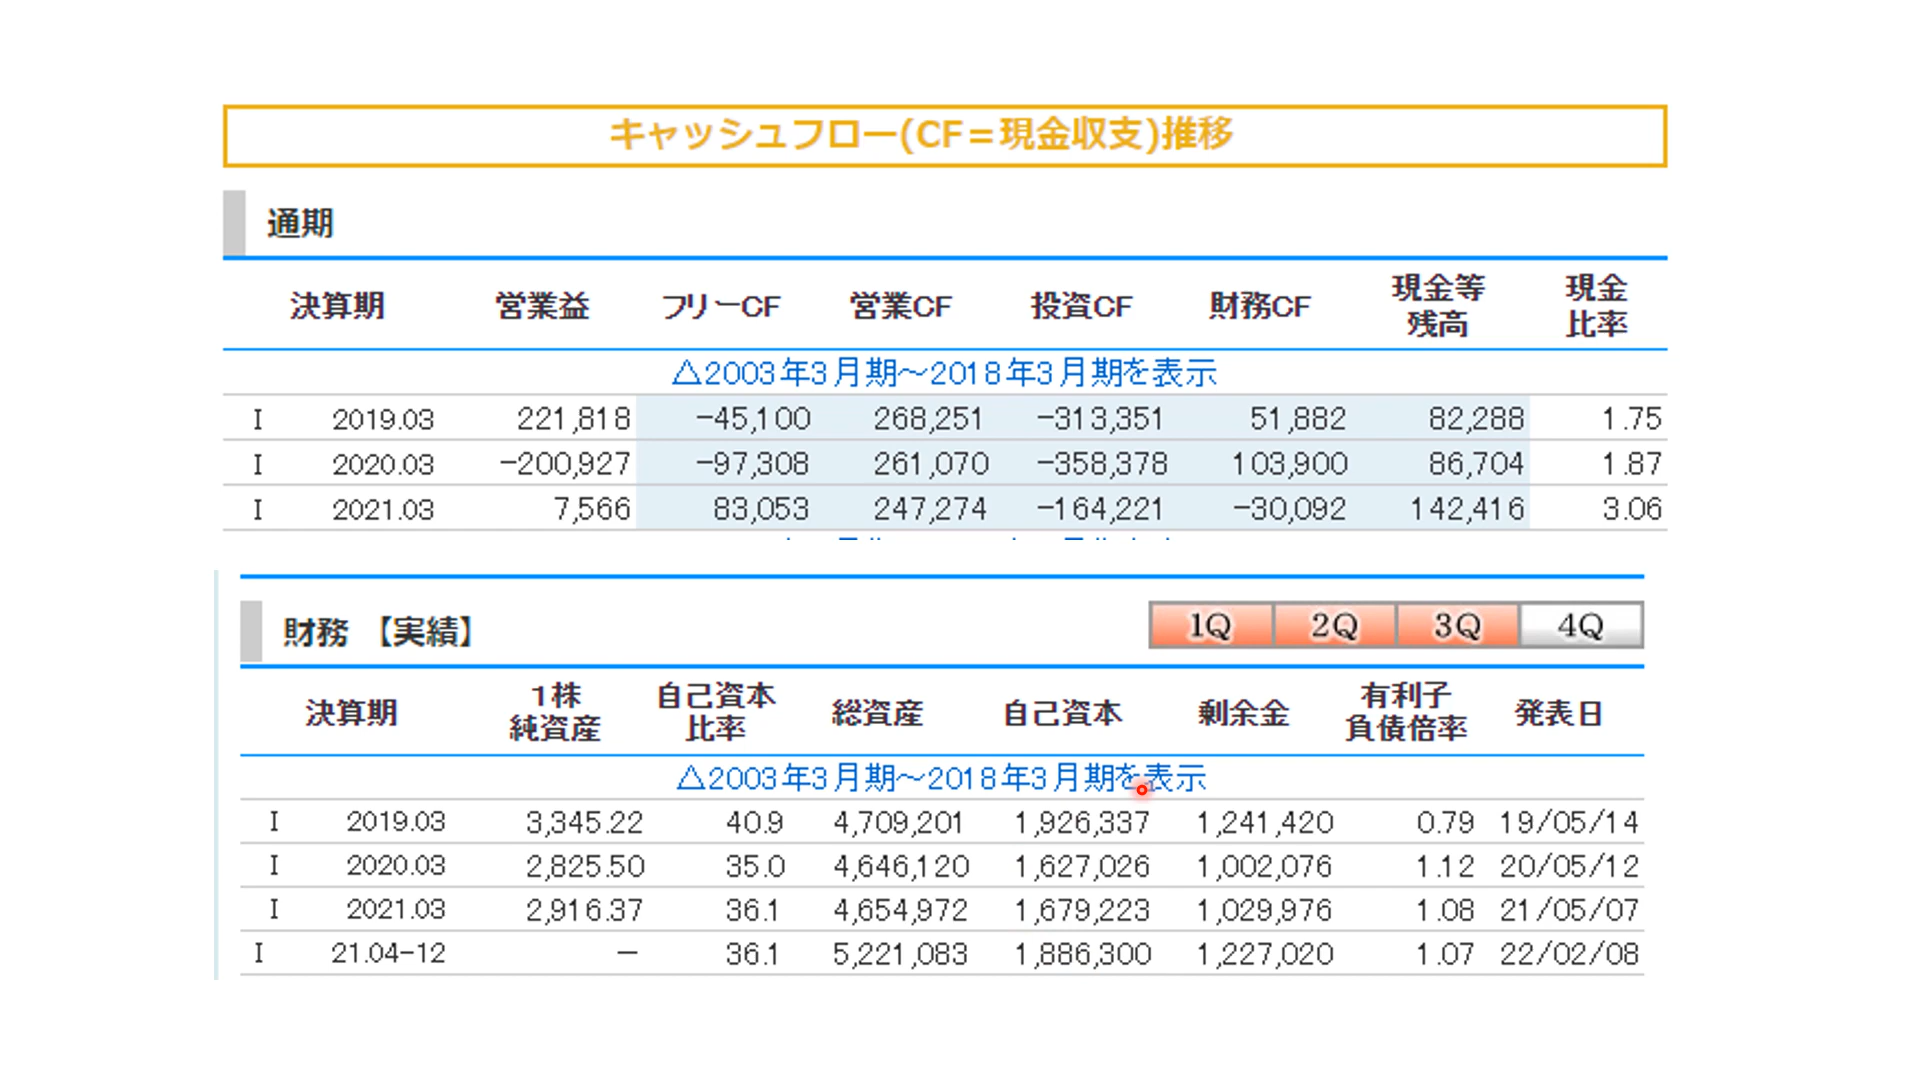 キャッシュフロー(CF=現金収支)推移
通期
決算期 営業益 フリーCF 営業CF 投資CF 財務CF 現金等残高 現金比率
△2003年3月期～2018年3月期を表示
I 2019.03 221,818 -45,100 268,251 -313,351 51,882 82,288 1.75
I 2020.03 -200,927 -97,308 261,070 -358,378 103,900 86,704 1.87
I 2021.03 7,566 83,053 247,274 -164,221 -30,092 142,416 3.06
財務 【実績】 1Q 2Q 3Q 4Q
決算期 1株純資産 自己資本比率 総資産 自己資本 剰余金 有利子負債倍率 発表日
△2003年3月期～2018年3月期を表示
I 2019.03 3,345.22 40.9 4,709,201 1,926,337 1,241,420 0.79 19/05/14
I 2020.03 2,825.50 35.0 4,646,120 1,627,026 1,002,076 1.12 20/05/12
I 2021.03 2,916.37 36.1 4,654,972 1,679,223 1,029,976 1.08 21/05/07
I 21.04-12 － 36.1 5,221,083 1,886,300 1,227,020 1.07 22/02/08